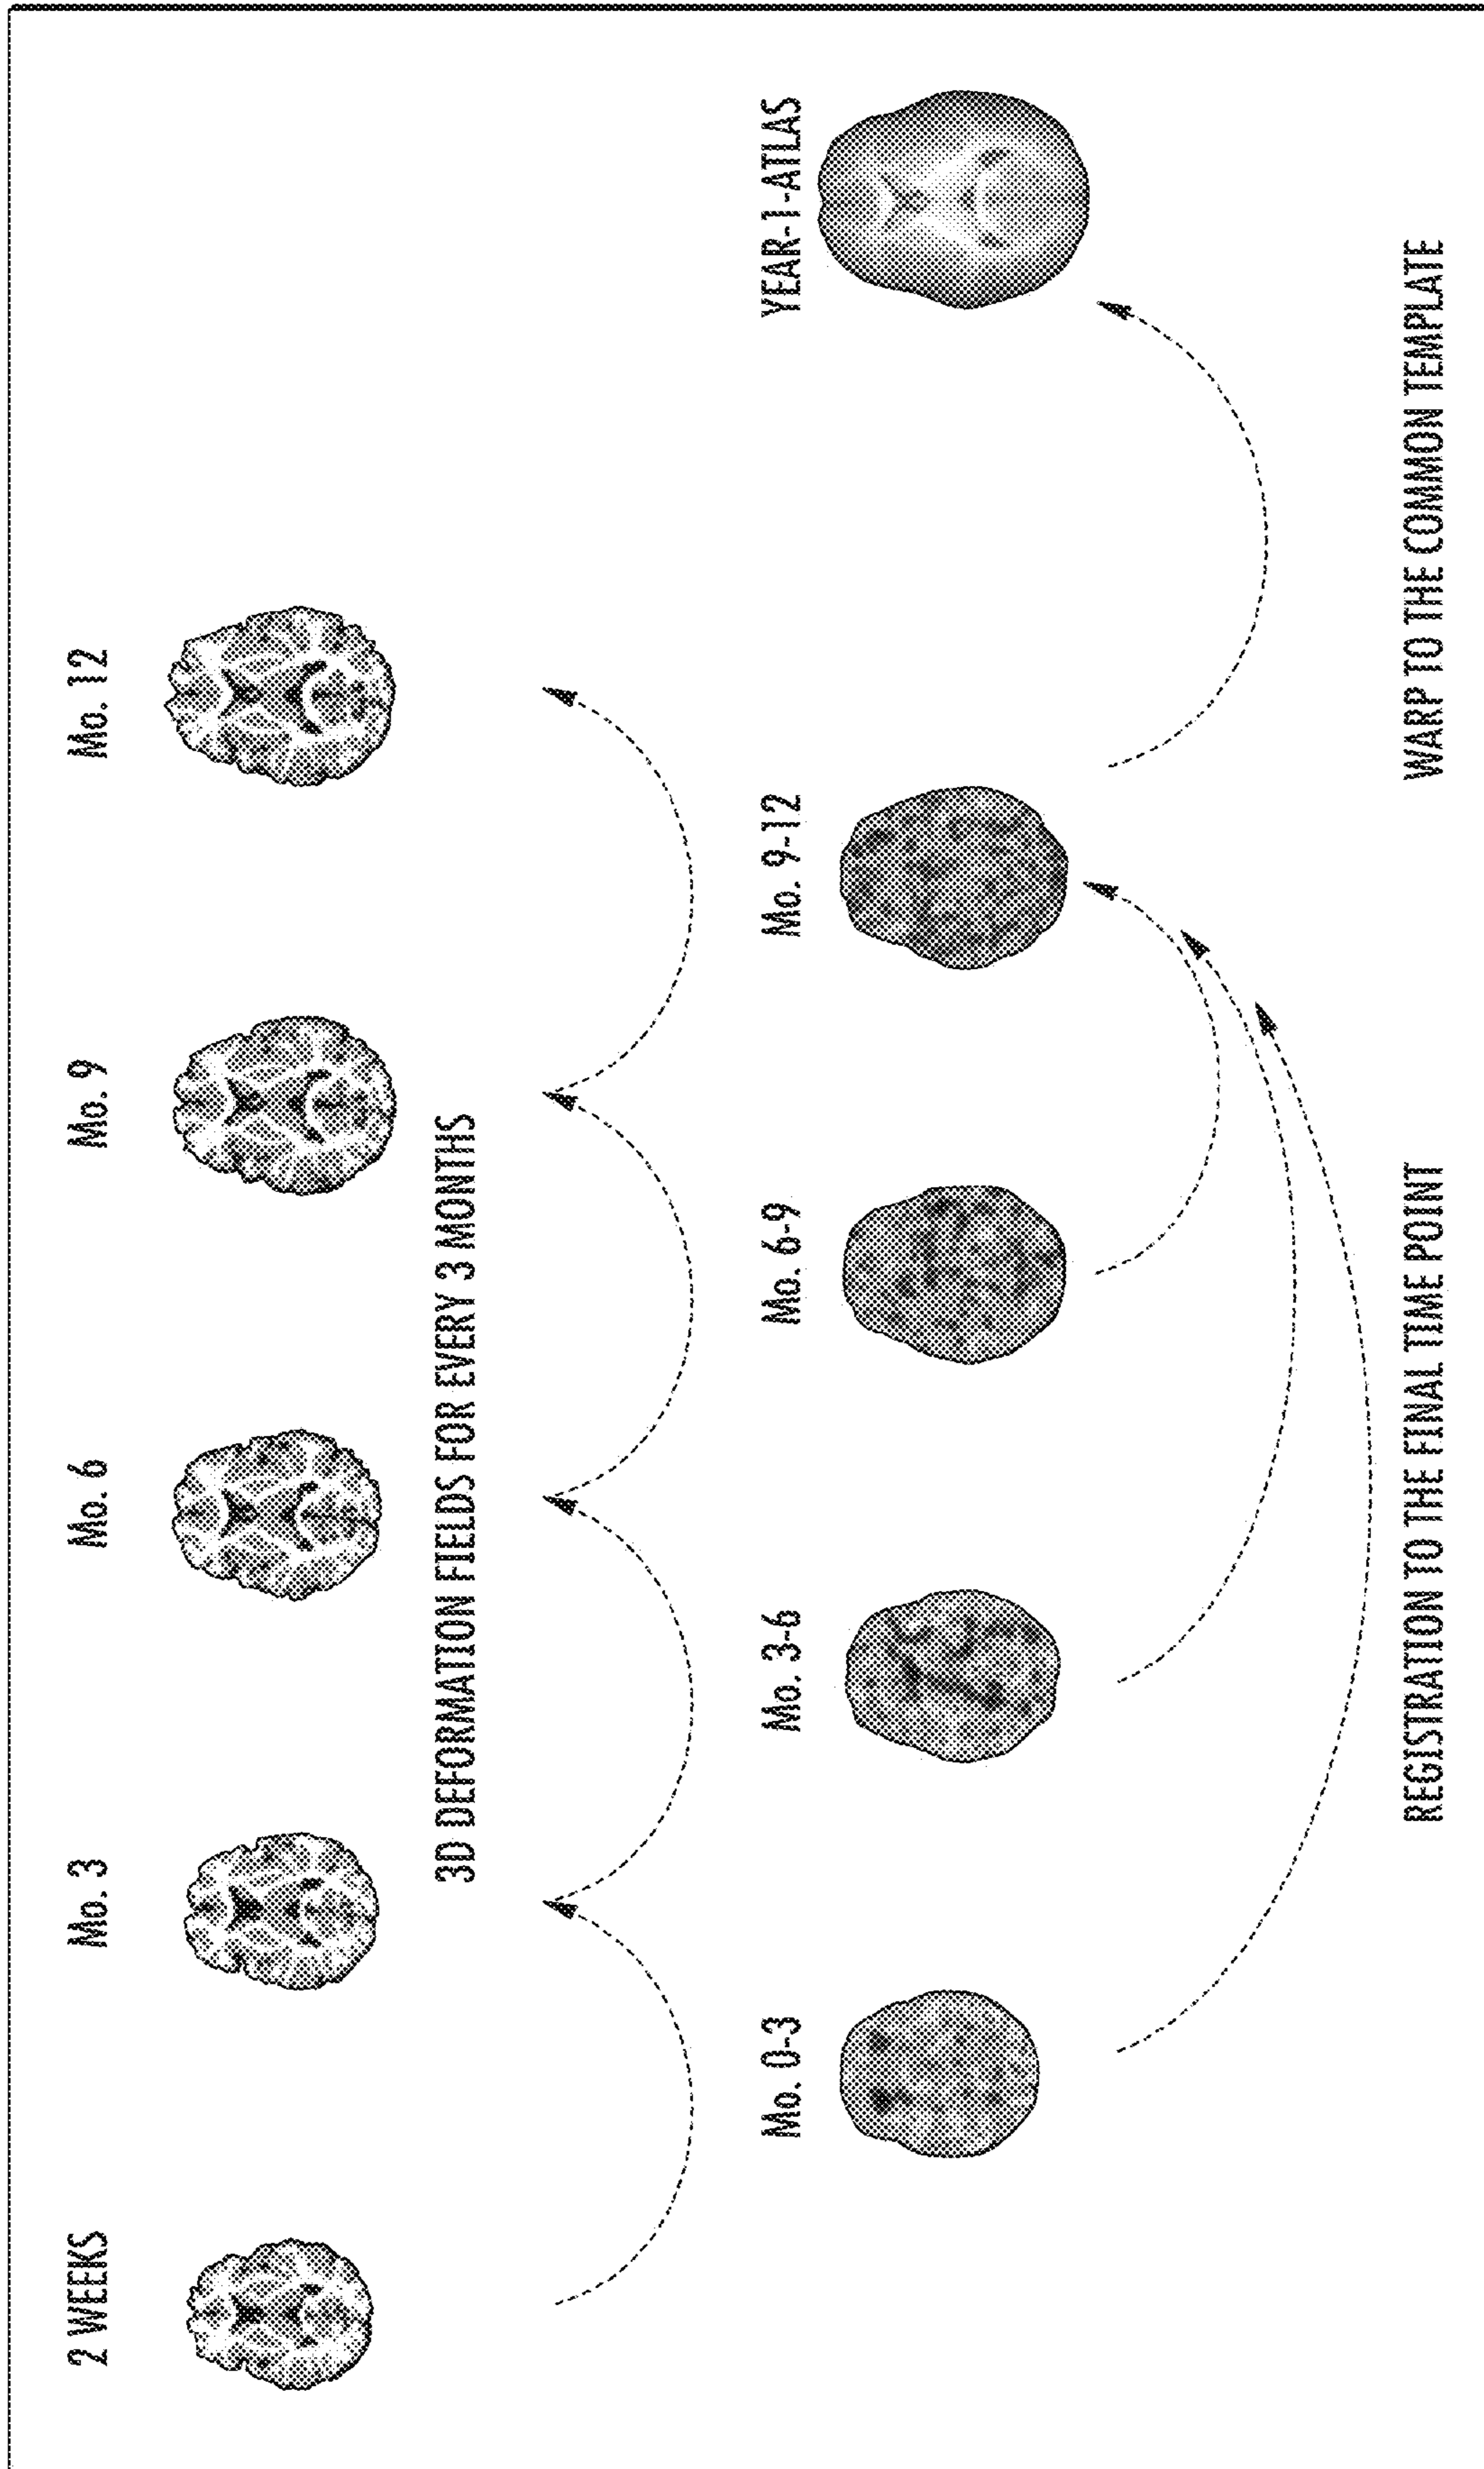 2 WEEKS
Mo. 3
Mo. 6
Mo. 9
Mo. 12
3D DEFORMATION FIELDS FOR EVERY 3 MONTHS
Mo. 0-3
Mo. 3-6
Mo. 6-9
Mo. 9-12
YEAR-1-ATLAS
REGISTRATION TO THE FINAL TIME POINT
WARP TO THE COMMON TEMPLATE